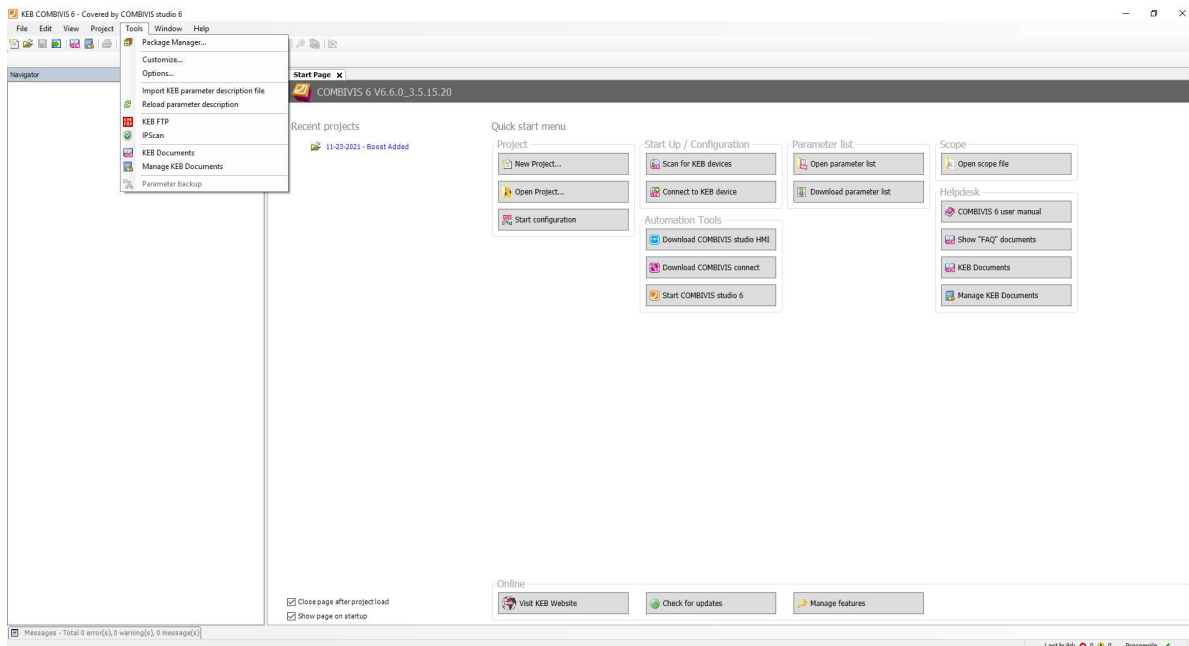 KEB COMBIVIS 6 - Covered by COMBIVIS studio 6
File Edit View Project Tools Window Help
Package Manager...
Customize...
Options...
Import KEB parameter description file
Reload parameter description
KEB FTP
IPScan
KEB Documents
Manage KEB Documents
Parameter backup
Navigator
Start Page X
COMBIVIS 6 V6.6.0_3.5.15.20
Recent projects
11-23-2021 - Boost Added
Quick start menu
Project
New Project...
Open Project...
Start configuration
Start Up / Configuration
Scan for KEB devices
Connect to KEB device
Automation Tools
Download COMBIVIS studio HMI
Download COMBIVIS connect
Start COMBIVIS studio 6
Parameter list
Open parameter list
Download parameter list
Scope
Open scope file
Helpdesk
COMBIVIS 6 user manual
Show "FAQ" documents
KEB Documents
Manage KEB Documents
Close page after project load
Show page on startup
Online
Visit KEB Website
Check for updates
Manage features
Messages - Total 0 error(s), 0 warning(s), 0 message(s)
Last build: 0 0 Precompile